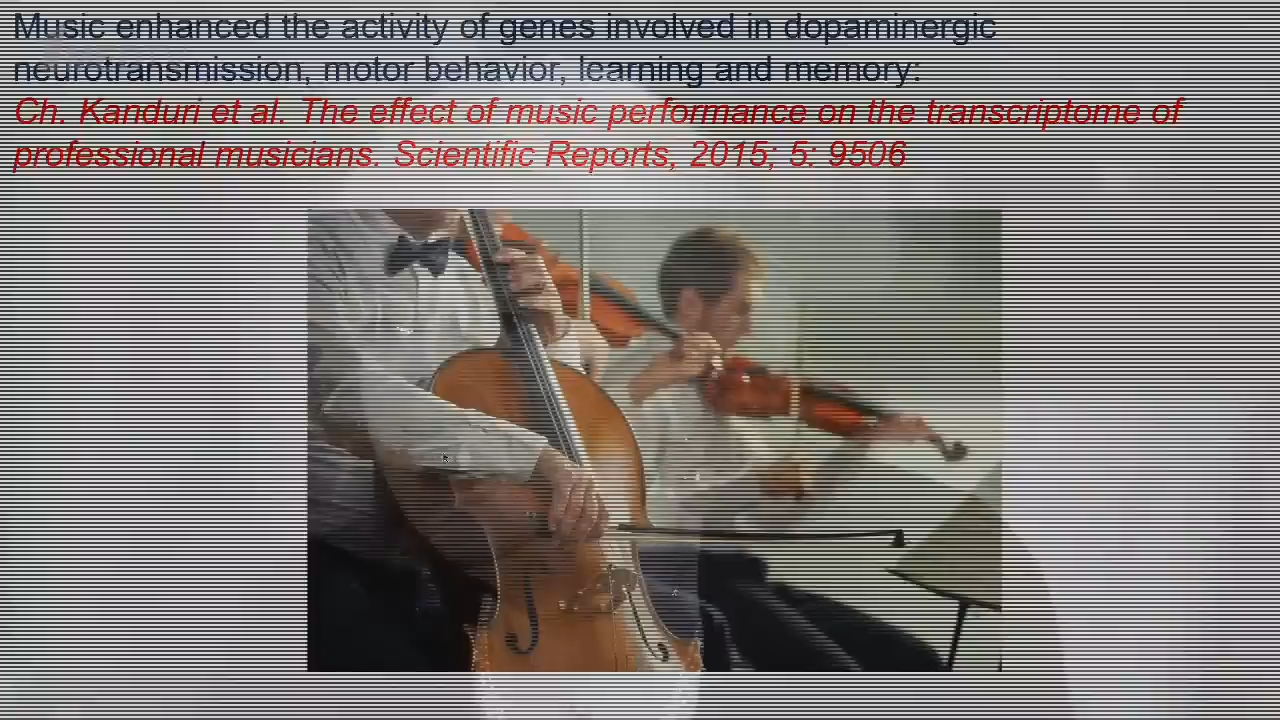 Music enhanced the activity of genes involved in dopaminergic
neurotransmission, motor behavior, learning and memory:
Ch. Kanduri et al. The effect of music performance on the transcriptome of
professional musicians. Scientific Reports, 2015; 5: 9506